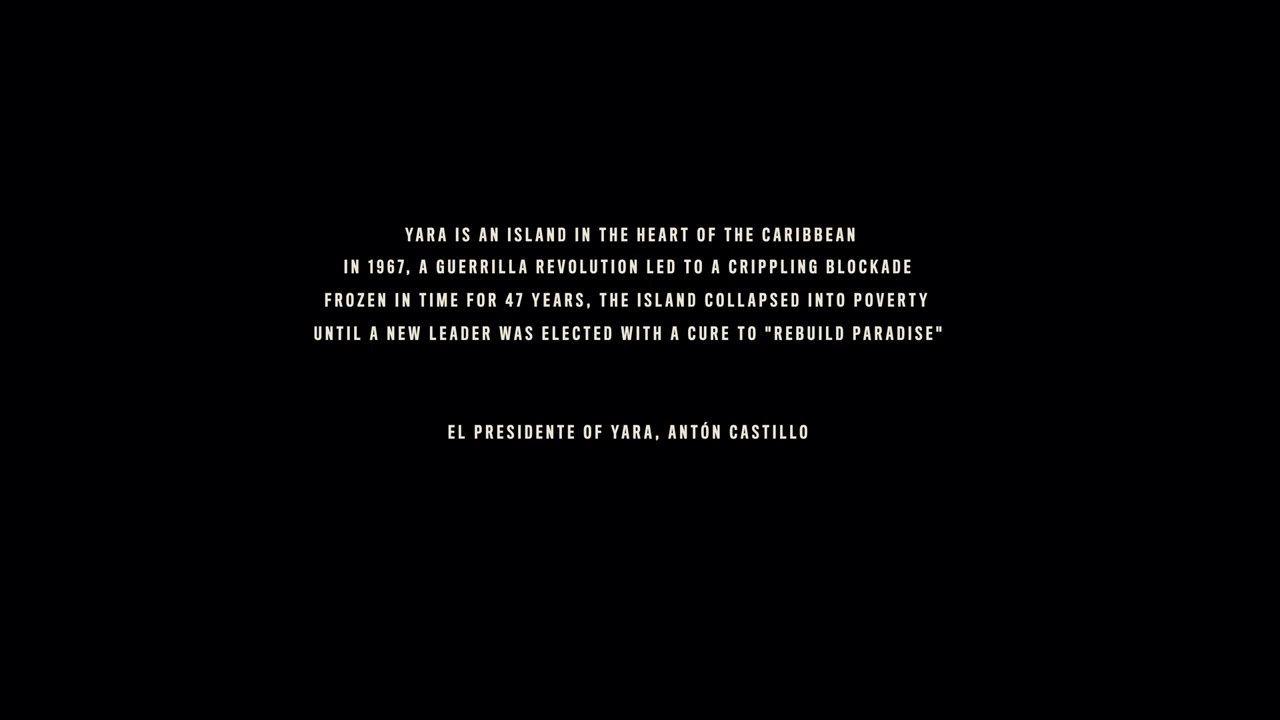 YARA IS AN ISLAND IN THE HEART OF THE CARIBBEAN
IN 1967, A GUERRILLA REVOLUTION LED TO A CRIPPLING BLOCKADE
FROZEN IN TIME FOR 47 YEARS, THE ISLAND COLLAPSED INTO POVERTY
UNTIL A NEW LEADER WAS ELECTED WITH A CURE TO "REBUILD PARADISE"
EL PRESIDENTE OF YARA, ANTÓN CASTILLO